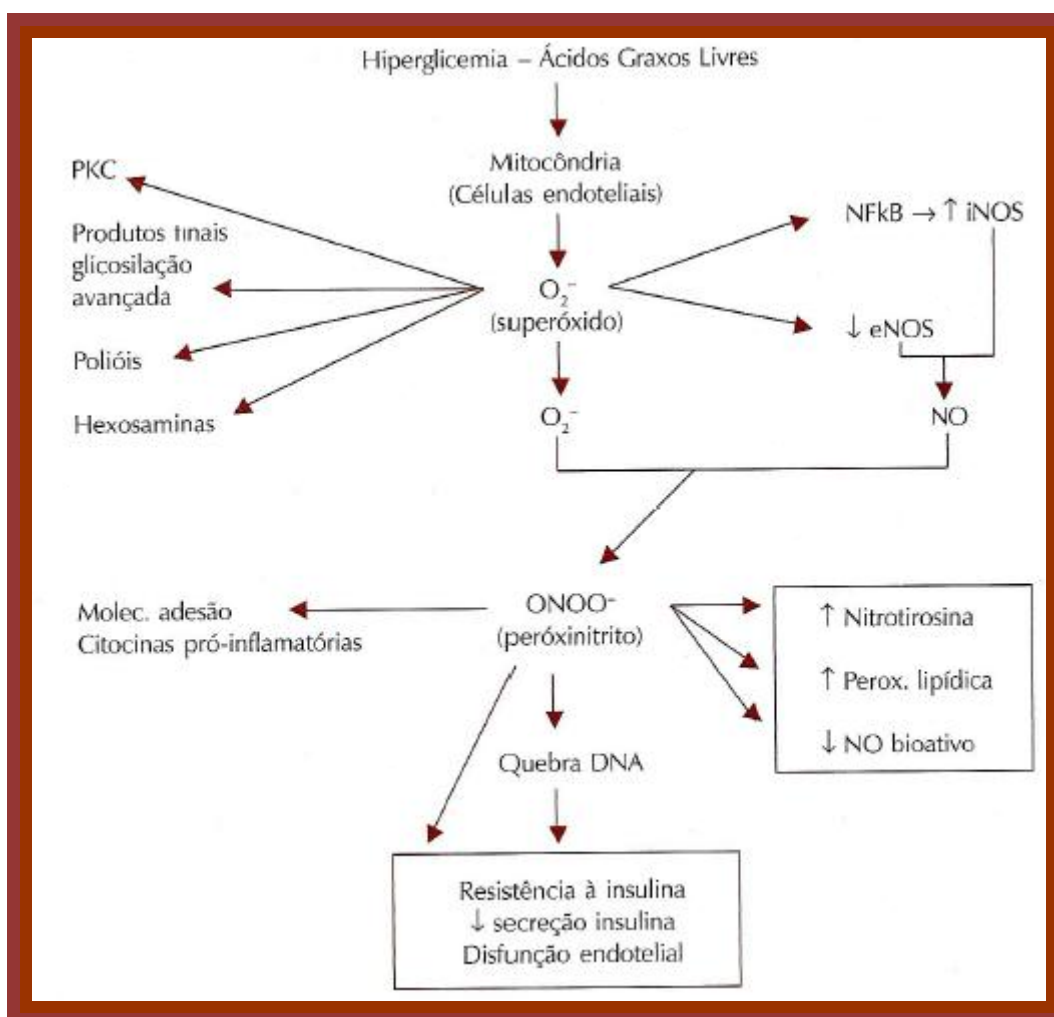 Hiperglicemia – Ácidos Graxos Livres
Mitocôndria
(Células endoteliais)
PKC
Produtos finais
glicosilação
avançada
Polióis
Hexosaminas
O₂⁻
(superóxido)
NFkB → ↑ iNOS
↓ eNOS
O₂⁻
NO
Molec. adesão
Citocinas pró-inflamatórias
ONOO⁻
(peróxinitrito)
↑ Nitrotirosina
↑ Perox. lipídica
↓ NO bioativo
Quebra DNA
Resistência à insulina
↓ secreção insulina
Disfunção endotelial